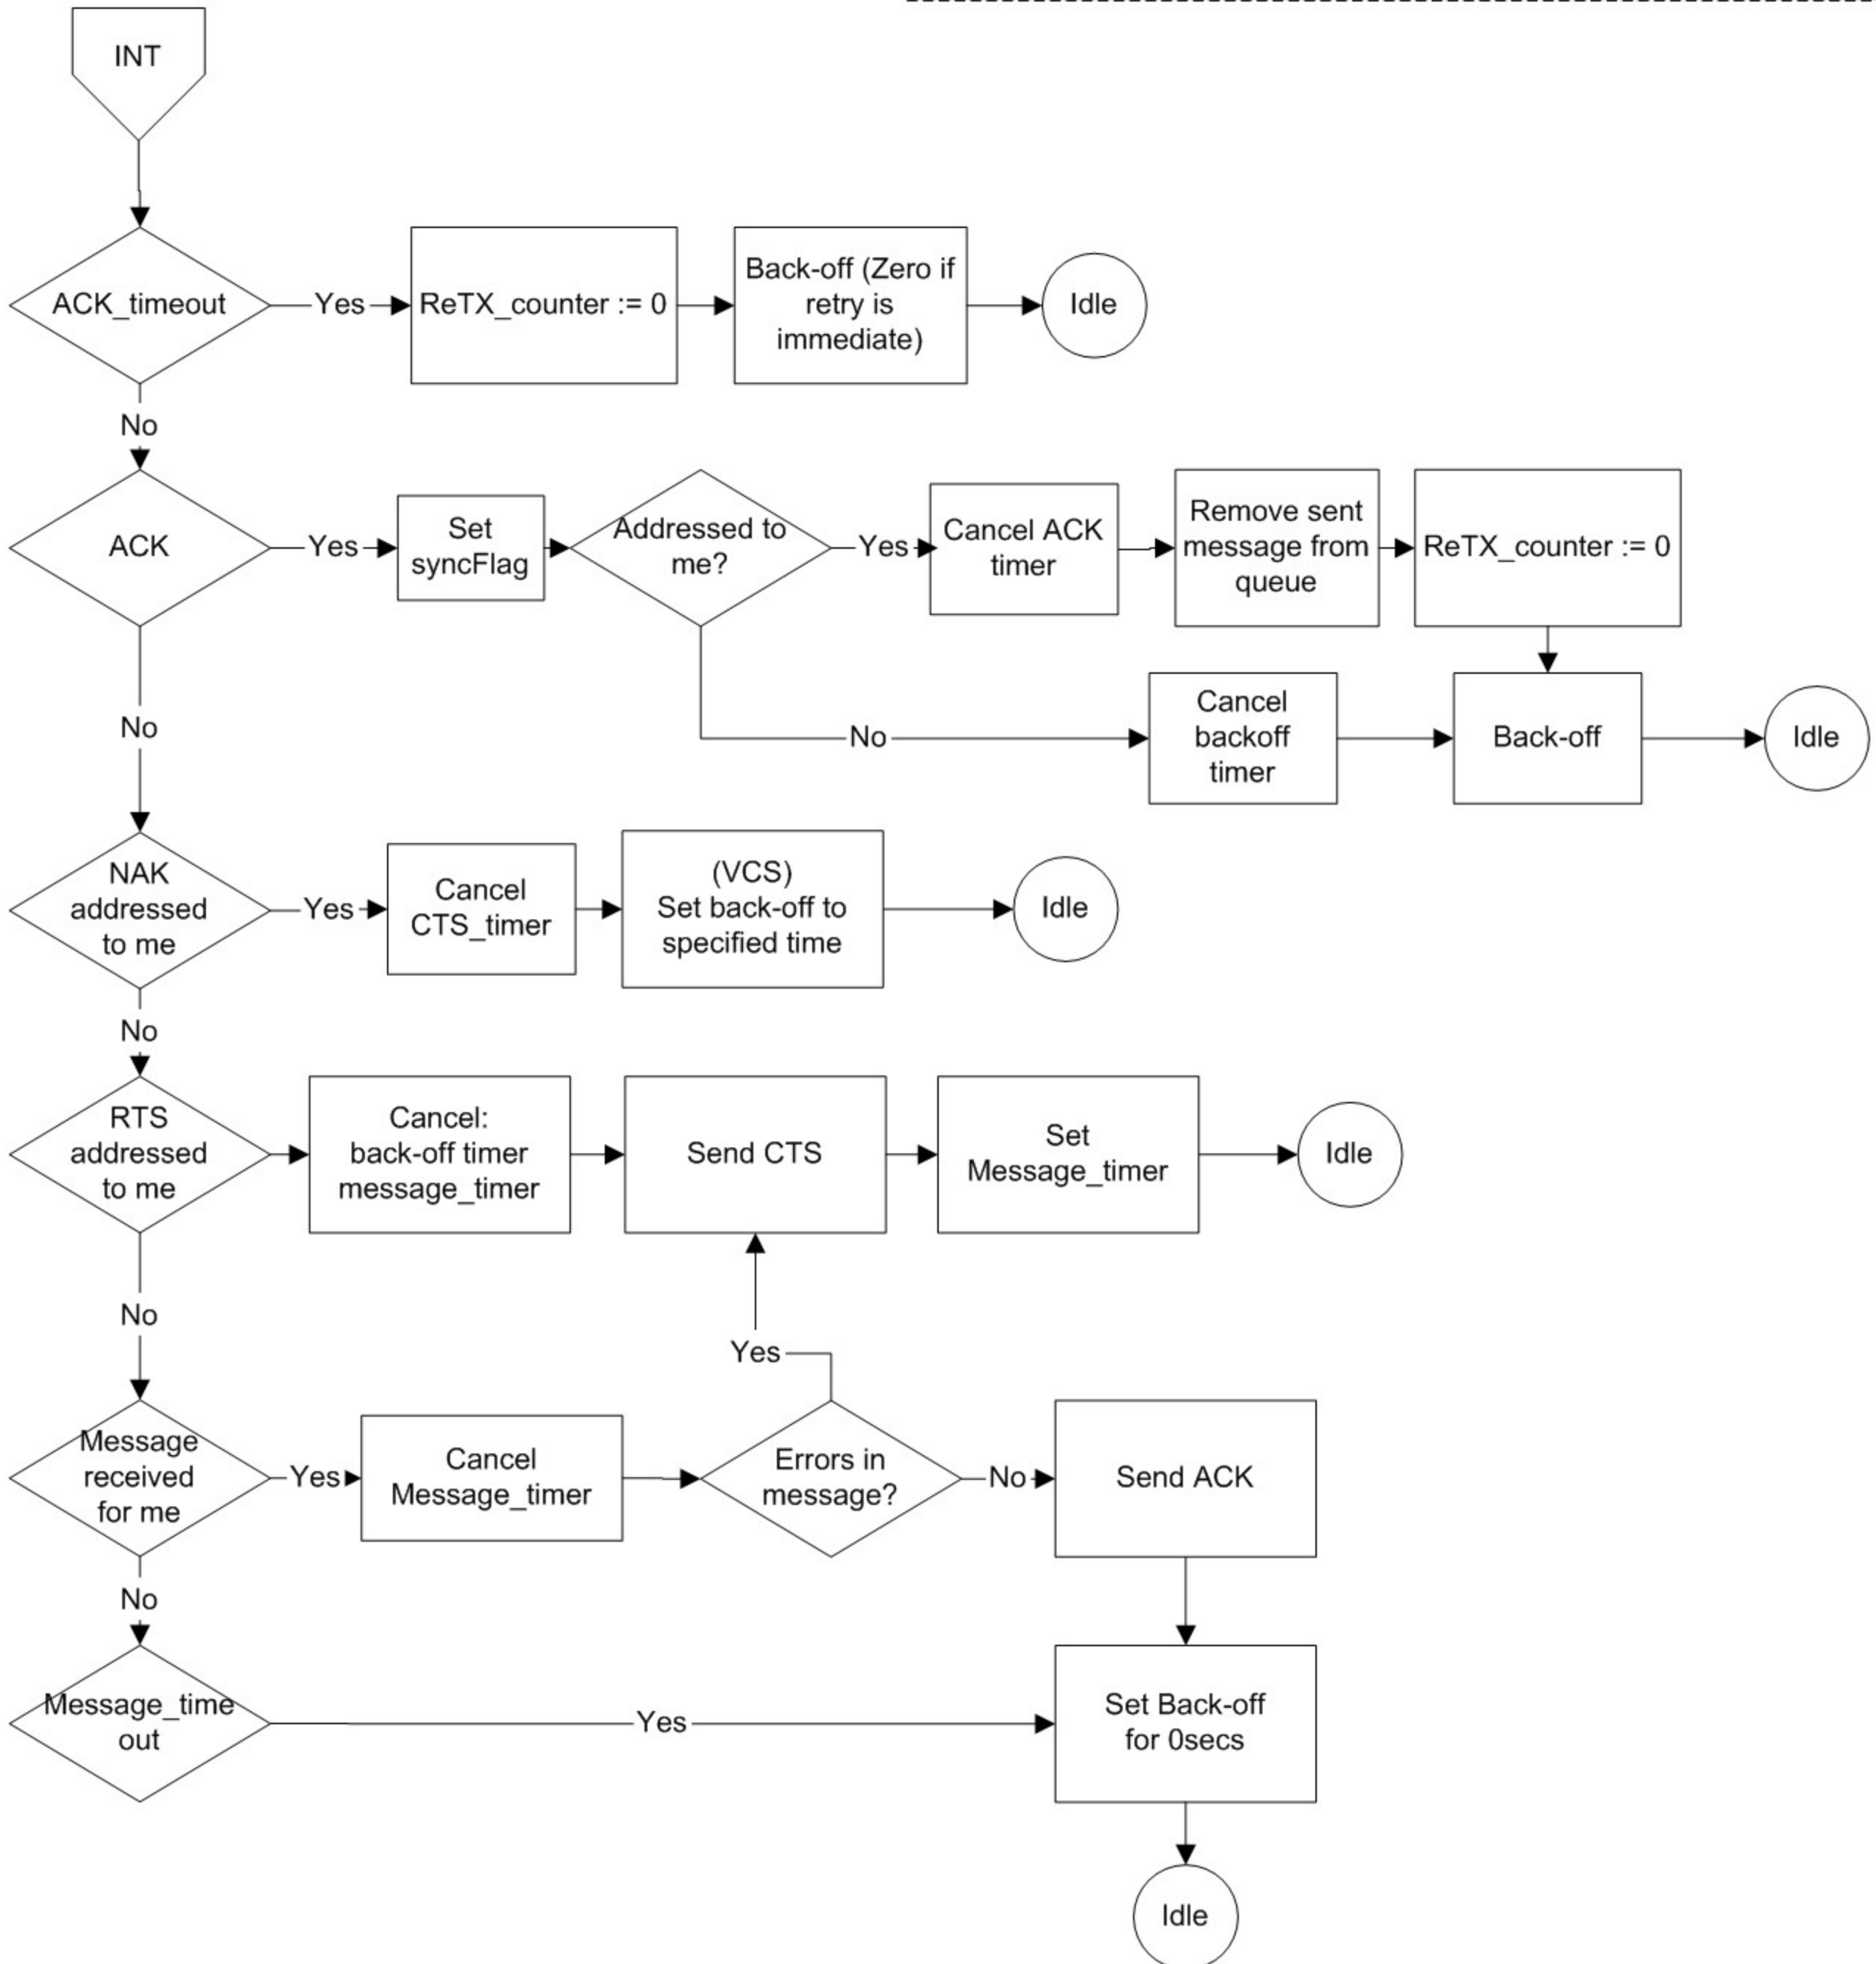 INT
ACK_timeout
Yes
ReTX_counter := 0
Back-off (Zero if
retry is
immediate)
Idle
No
ACK
Yes
Set
syncFlag
Addressed to
me?
Yes
Cancel ACK
timer
Remove sent
message from
queue
ReTX_counter := 0
No
No
Cancel
backoff
timer
Back-off
Idle
NAK
addressed
to me
Yes
Cancel
CTS_timer
(VCS)
Set back-off to
specified time
Idle
No
RTS
addressed
to me
Cancel:
back-off timer
message_timer
Send CTS
Set
Message_timer
Idle
No
Yes
Message
received
for me
Yes
Cancel
Message_timer
Errors in
message?
No
Send ACK
No
Message_time
out
Yes
Set Back-off
for 0secs
Idle